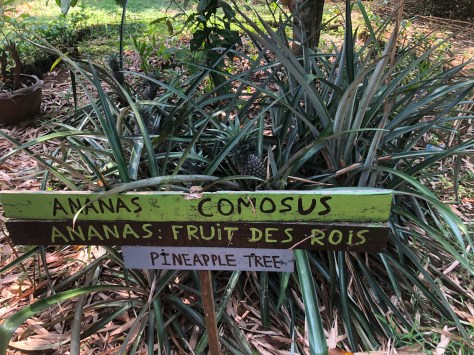 ANANAS COMOSUS
ANANAS: FRUIT DES ROIS
PINEAPPLE TREE